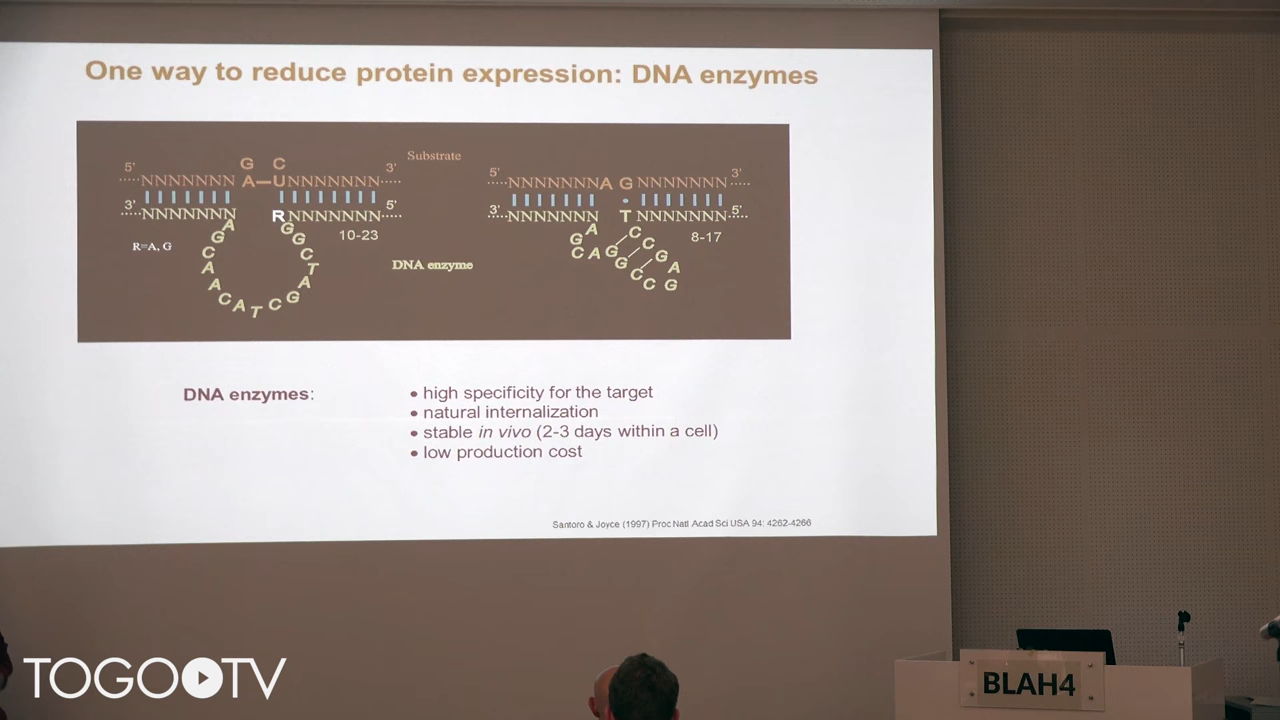 One way to reduce protein expression: DNA enzymes
G C
Substrate
5' 3'
NNNNNNN A U NNNNNNN
3' 5'
NNNNNNN R NNNNNNN
A G C A A C A T C G A T C G G
R=A, G
10-23
DNA enzyme
5' 3'
NNNNNNN A G NNNNNNN
3' 5'
NNNNNNN T NNNNNNN
A G C A G G C C G A G C C
8-17
DNA enzymes:
• high specificity for the target
• natural internalization
• stable in vivo (2-3 days within a cell)
• low production cost
Santoro & Joyce (1997) Proc Natl Acad Sci USA 94: 4262-4266
TOGO TV
BLAH4